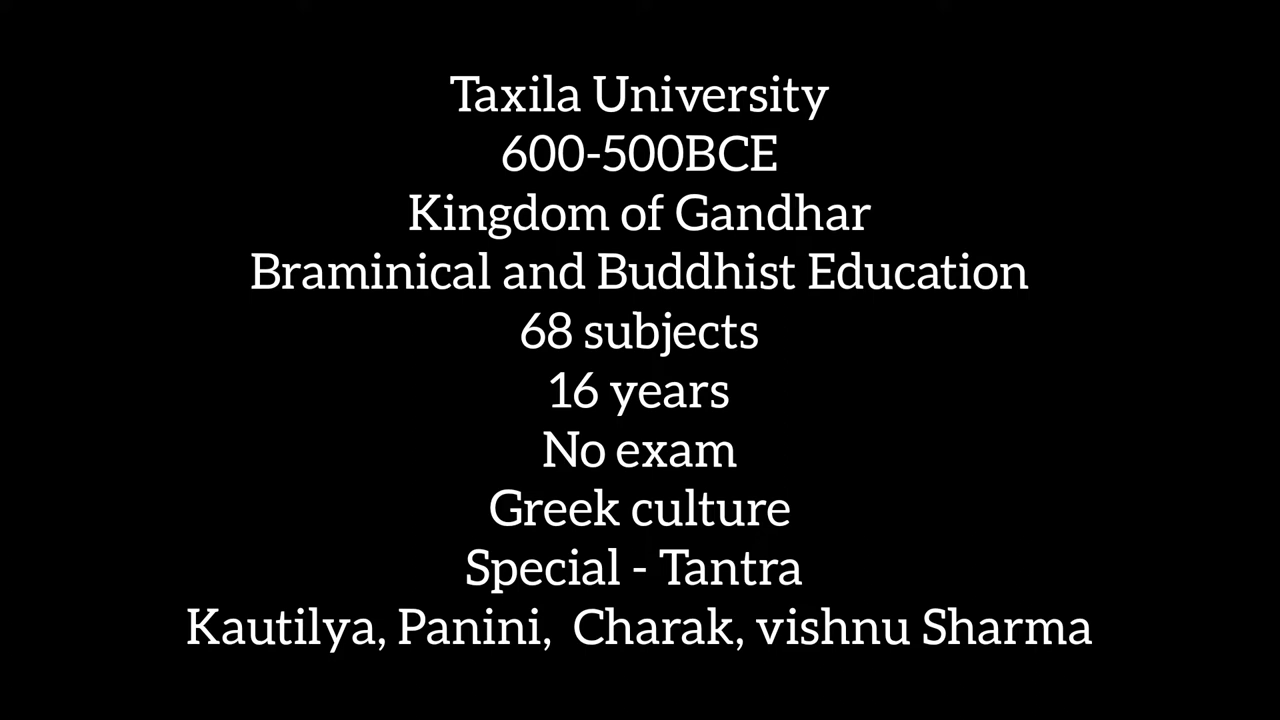 Taxila University
600-500BCE
Kingdom of Gandhar
Braminical and Buddhist Education
68 subjects
16 years
No exam
Greek culture
Special - Tantra
Kautilya, Panini,  Charak, vishnu Sharma